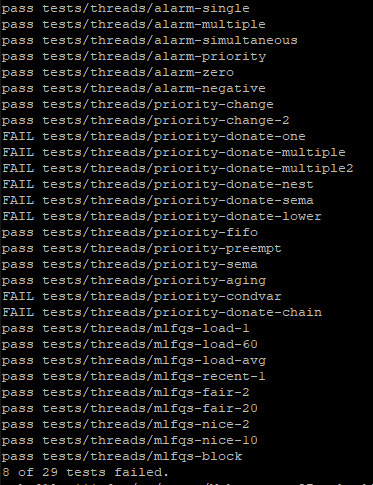 pass tests/threads/alarm-single
pass tests/threads/alarm-multiple
pass tests/threads/alarm-simultaneous
pass tests/threads/alarm-priority
pass tests/threads/alarm-zero
pass tests/threads/alarm-negative
pass tests/threads/priority-change
pass tests/threads/priority-change-2
FAIL tests/threads/priority-donate-one
FAIL tests/threads/priority-donate-multiple
FAIL tests/threads/priority-donate-multiple2
FAIL tests/threads/priority-donate-nest
FAIL tests/threads/priority-donate-sema
FAIL tests/threads/priority-donate-lower
pass tests/threads/priority-fifo
pass tests/threads/priority-preempt
pass tests/threads/priority-sema
pass tests/threads/priority-aging
FAIL tests/threads/priority-condvar
FAIL tests/threads/priority-donate-chain
pass tests/threads/mlfqs-load-1
pass tests/threads/mlfqs-load-60
pass tests/threads/mlfqs-load-avg
pass tests/threads/mlfqs-recent-1
pass tests/threads/mlfqs-fair-2
pass tests/threads/mlfqs-fair-20
pass tests/threads/mlfqs-nice-2
pass tests/threads/mlfqs-nice-10
pass tests/threads/mlfqs-block
8 of 29 tests failed.